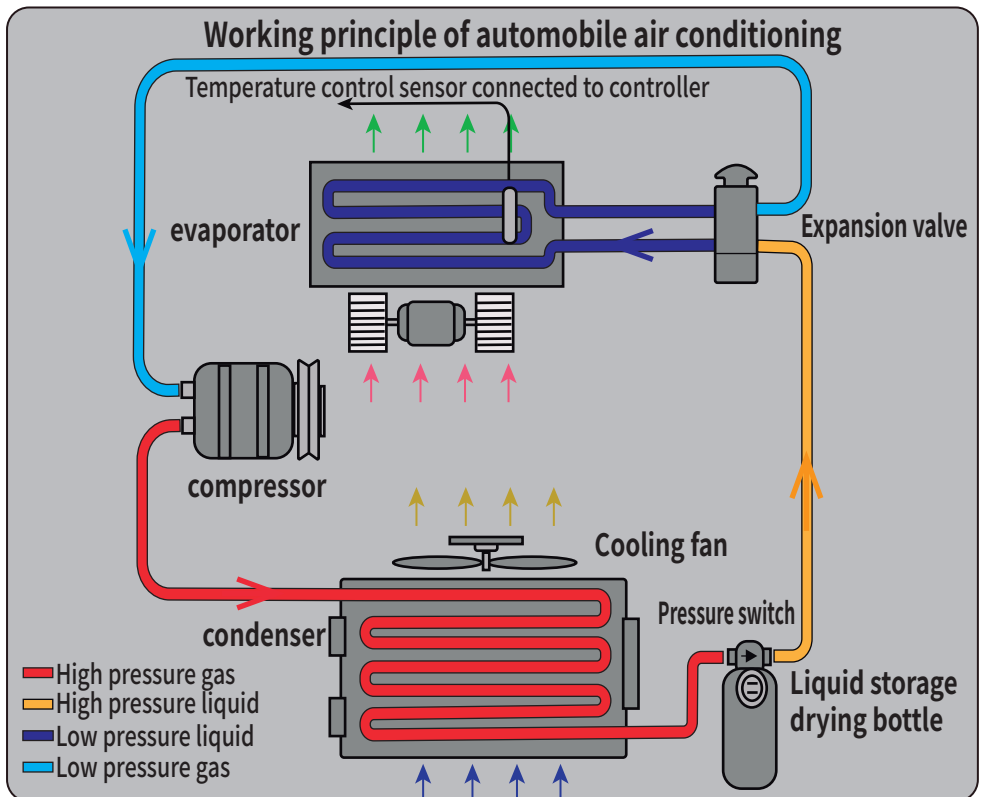 Working principle of automobile air conditioning
Temperature control sensor connected to controller
evaporator
Expansion valve
compressor
Cooling fan
Pressure switch
condenser
Liquid storage
drying bottle
High pressure gas
High pressure liquid
Low pressure liquid
Low pressure gas